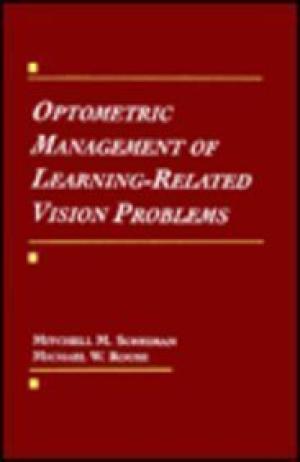 OPTOMETRIC
MANAGEMENT OF
LEARNING-RELATED
VISION PROBLEMS
MITCHELL M. SCHEIMAN
MICHAEL W. ROUSE